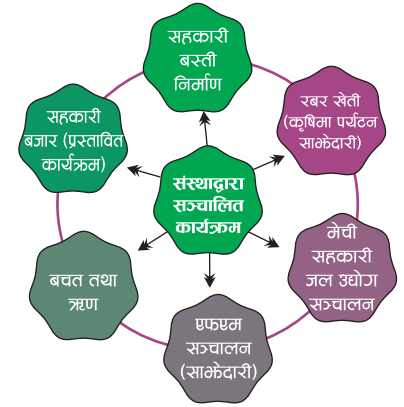 सहकारी
बस्ती
निर्माण
रबर खेती
(कृषिमा पर्यटन
साझेदारी)
मेची
सहकारी
जल उद्योग
सञ्चालन
एफएम
सञ्चालन
(साझेदारी)
बचत तथा
ऋण
सहकारी
बजार (प्रस्तावित
कार्यक्रम)
संस्थाद्वारा
सञ्चालित
कार्यक्रम